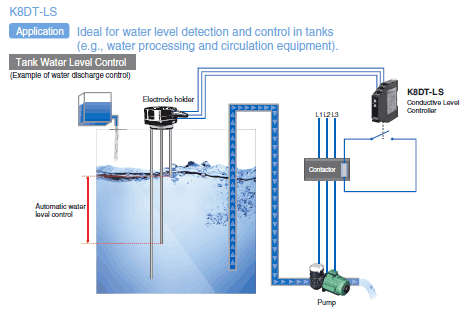 K8DT-LS
Application
Ideal for water level detection and control in tanks
(e.g., water processing and circulation equipment).
Tank Water Level Control
(Example of water discharge control)
Electrode holder
K8DT-LS
Conductive Level
Controller
L1L2 L3
Contactor
Automatic water
level control
Pump